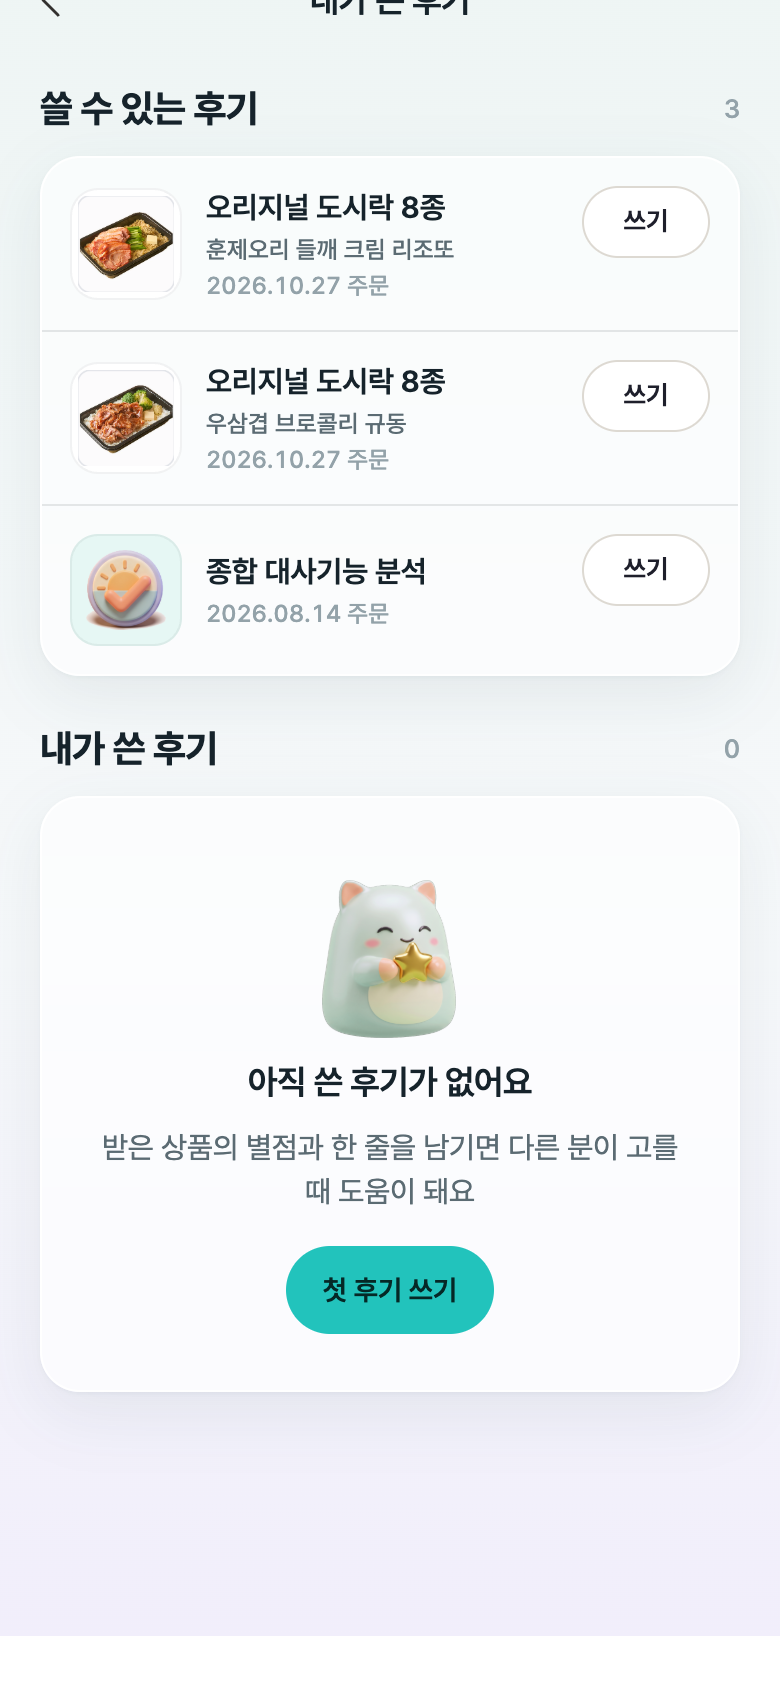 내가 쓴 후기
쓸 수 있는 후기
3
오리지널 도시락 8종
훈제오리 들깨 크림 리조또
2026.10.27 주문
쓰기
오리지널 도시락 8종
우삼겹 브로콜리 규동
2026.10.27 주문
쓰기
종합 대사기능 분석
2026.08.14 주문
쓰기
내가 쓴 후기
0
아직 쓴 후기가 없어요
받은 상품의 별점과 한 줄을 남기면 다른 분이 고를
때 도움이 돼요
첫 후기 쓰기